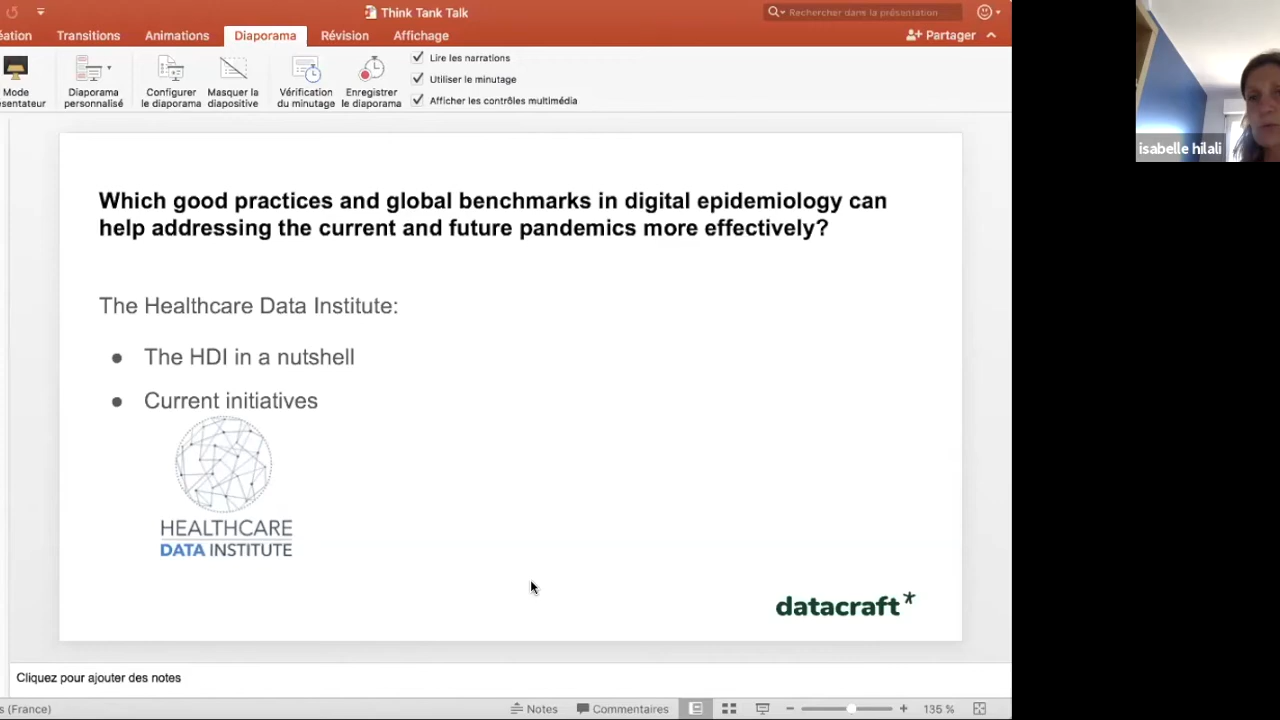 Think Tank Talk
Rechercher dans la présentation
éation
Transitions
Animations
Diaporama
Révision
Affichage
Partager
Mode
sentateur
Diaporama
personnalisé
Configurer
le diaporama
Masquer la
diapositive
Vérification
du minutage
Enregistrer
le diaporama
Lire les narrations
Utiliser le minutage
Afficher les contrôles multimédia
isabelle hilali
Which good practices and global benchmarks in digital epidemiology can
help addressing the current and future pandemics more effectively?
The Healthcare Data Institute:
● The HDI in a nutshell
● Current initiatives
HEALTHCARE
DATA INSTITUTE
datacraft*
Cliquez pour ajouter des notes
s (France)
Notes
Commentaires
135 %